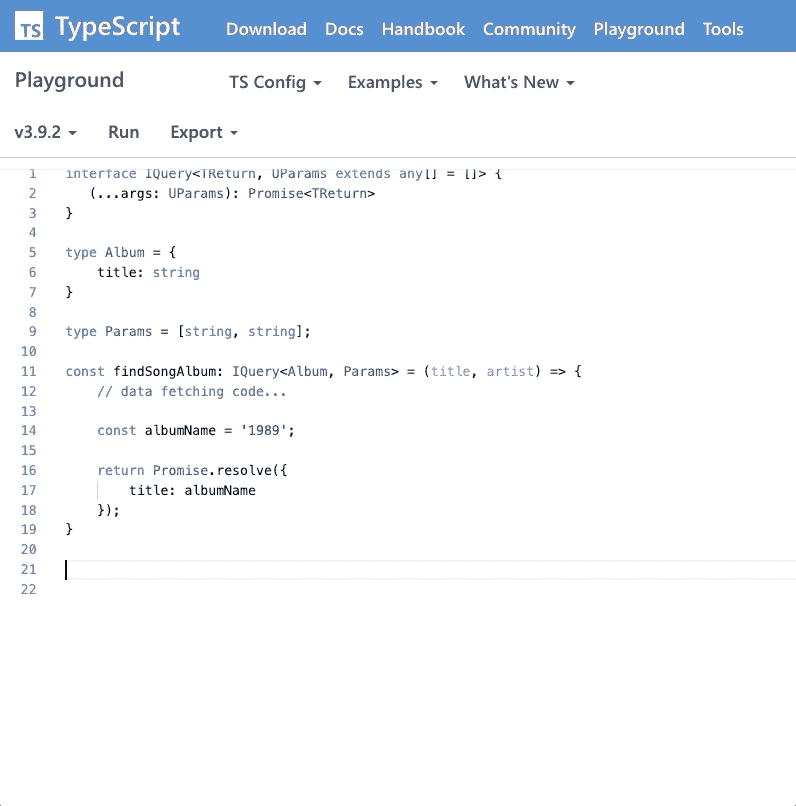 TS TypeScript Download Docs Handbook Community Playground Tools
Playground TS Config Examples What's New
v3.9.2 Run Export
1 interface IQuery<TReturn, UParams extends any[] = []> {
2 (...args: UParams): Promise<TReturn>
3 }
4
5 type Album = {
6 title: string
7 }
8
9 type Params = [string, string];
10
11 const findSongAlbum: IQuery<Album, Params> = (title, artist) => {
12 // data fetching code...
13
14 const albumName = '1989';
15
16 return Promise.resolve({
17 title: albumName
18 });
19 }
20
21
22